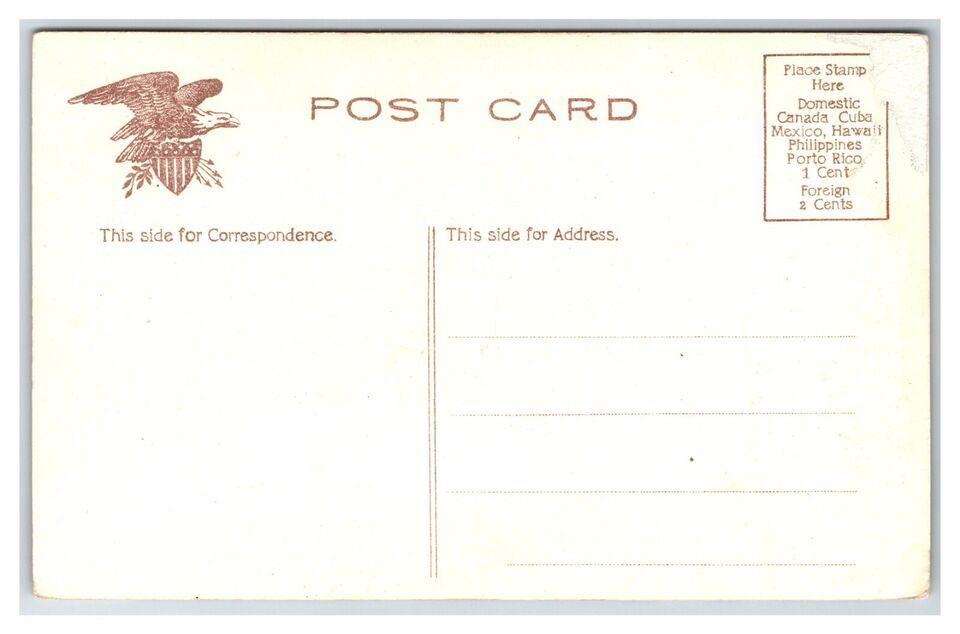 POST CARD
Place Stamp
Here
Domestic
Canada Cuba
Mexico, Hawaii
Philippines
Porto Rico
1 Cent
Foreign
2 Cents
This side for Correspondence.
This side for Address.